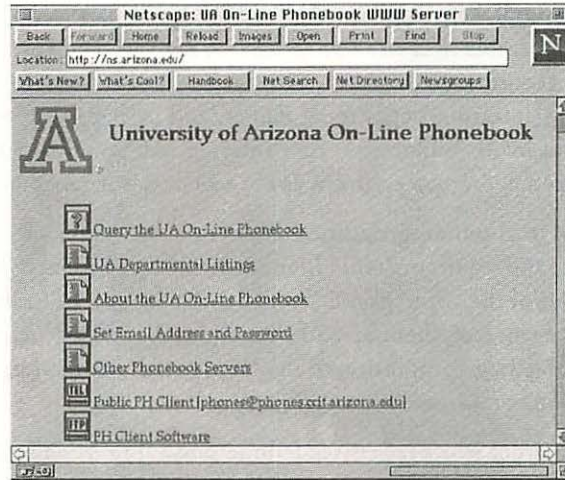 Netscape: UA On-Line Phonebook WWW Server
Back Forward Home Reload Images Open Print Find Stop
N
Location: http://ns.arizona.edu/
What's New? What's Cool? Handbook Net Search Net Directory Newsgroups
A
University of Arizona On-Line Phonebook
? Query the UA On-Line Phonebook
UA Departmental Listings
About the UA On-Line Phonebook
Set Email Address and Password
Other Phonebook Servers
TEL Public PH Client [phones@phones.ccit.arizona.edu]
FTP PH Client Software